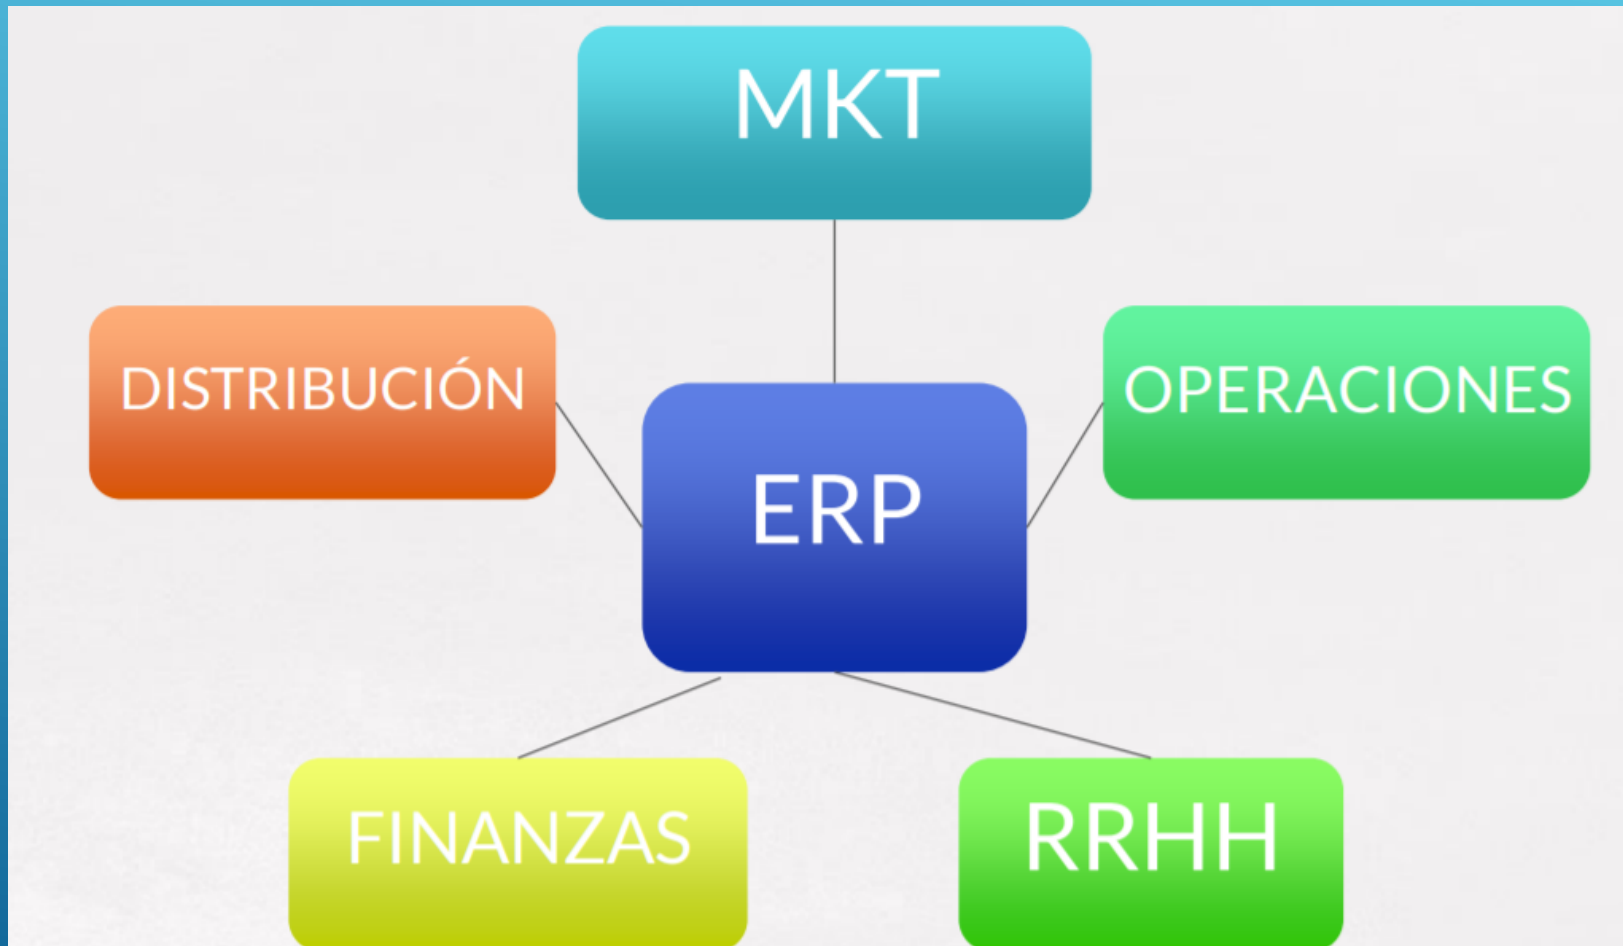 MKT
DISTRIBUCIÓN
OPERACIONES
ERP
FINANZAS
RRHH